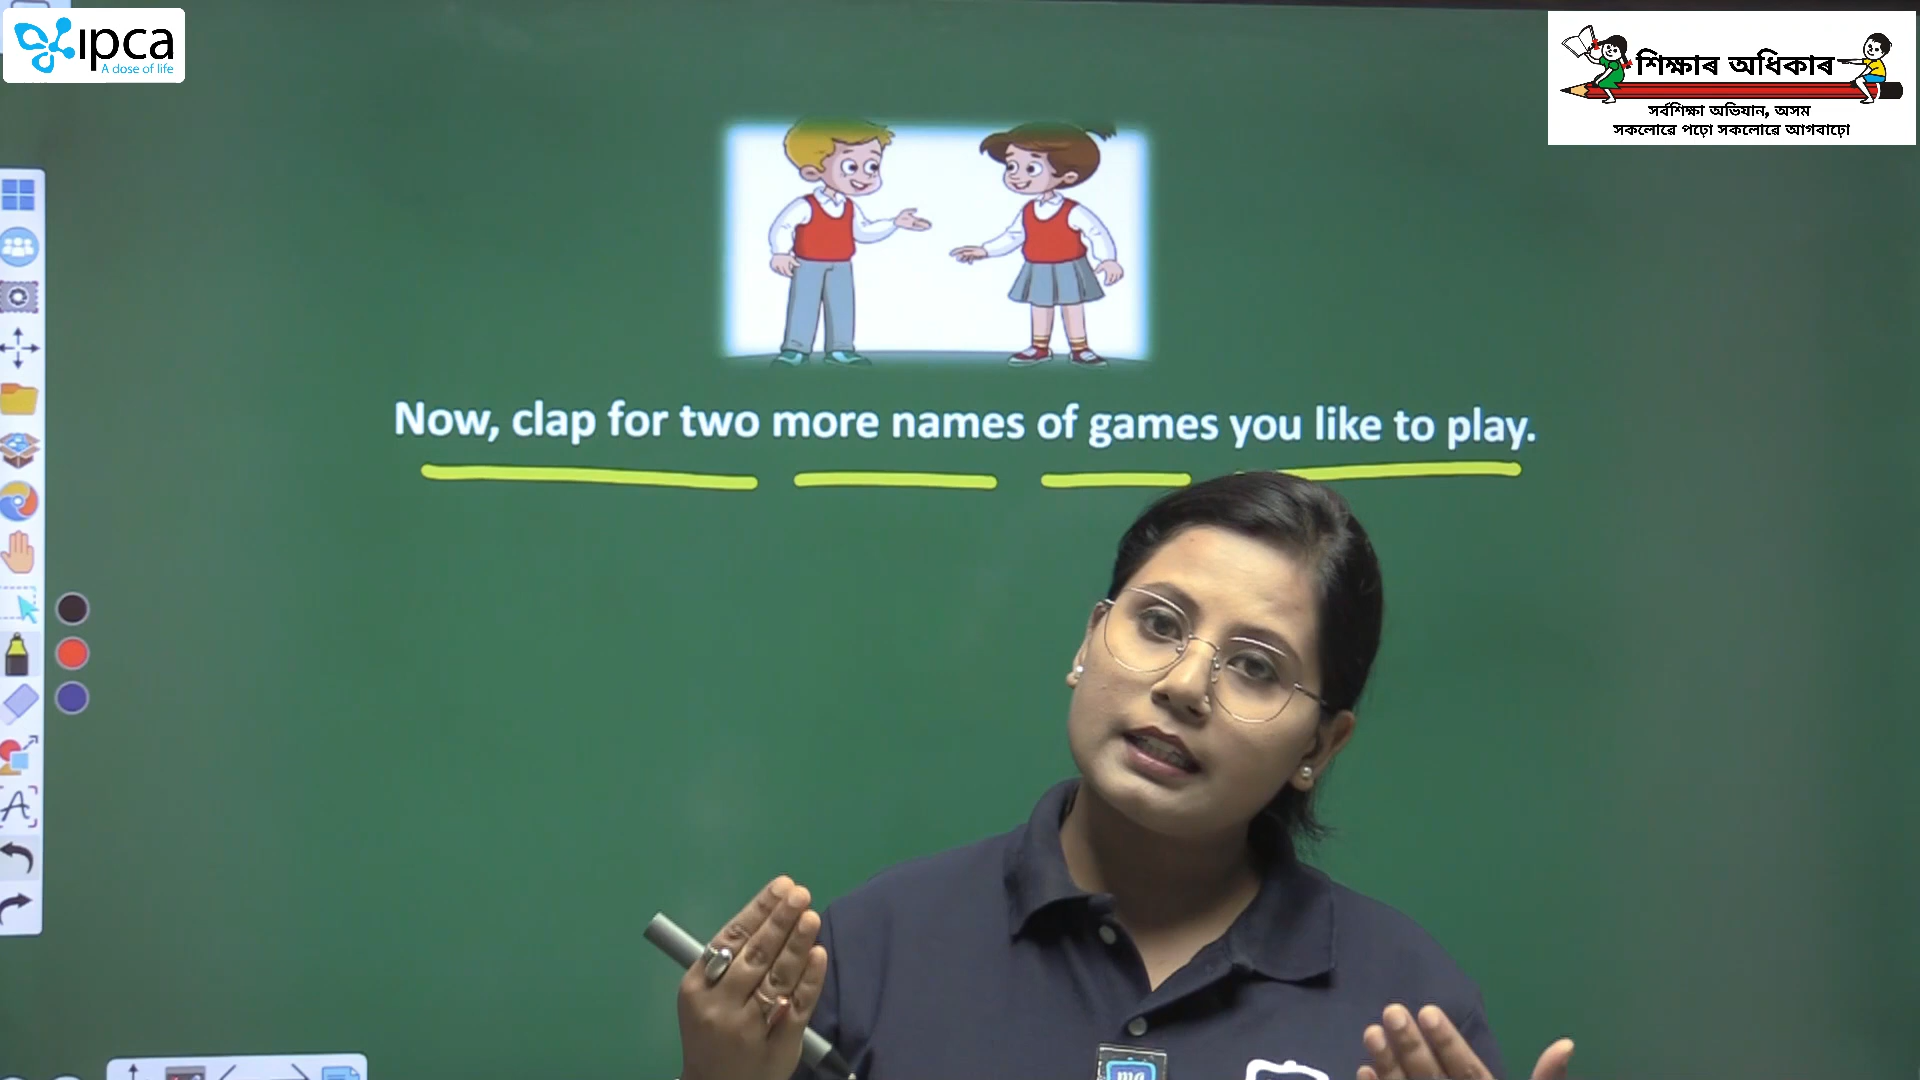 ipca
A dose of life
শিক্ষাৰ অধিকাৰ
সৰ্বশিক্ষা অভিযান, অসম
সকলোৱে পঢ়ো সকলোৱে আগবাঢ়ো
Now, clap for two more names of games you like to play.
A